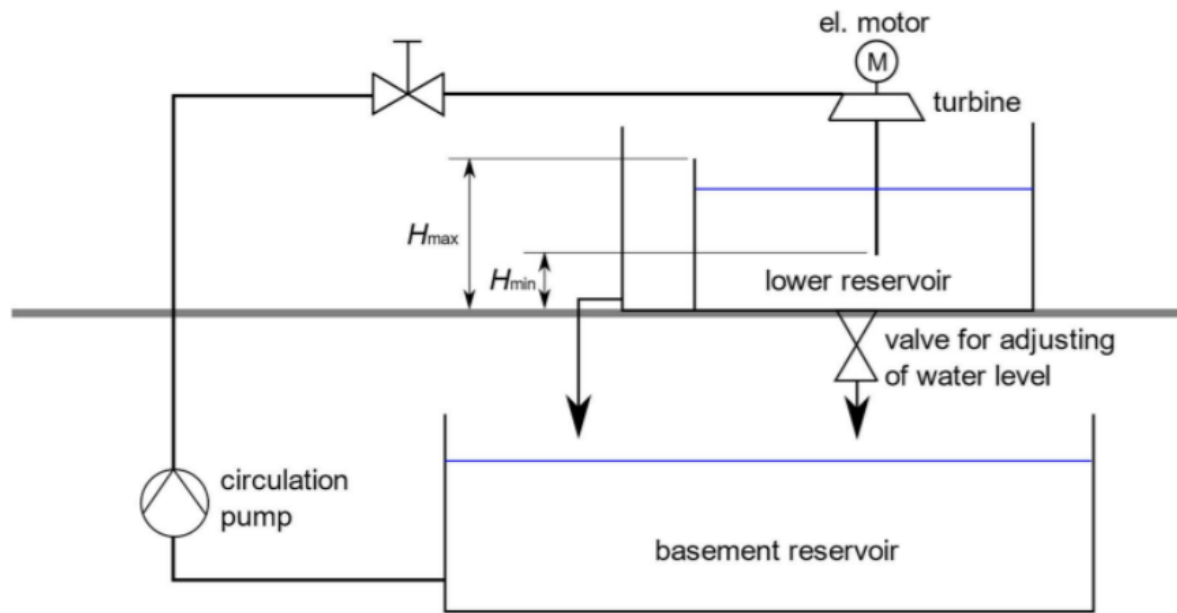 el. motor
M
turbine
Hmax
Hmin
lower reservoir
valve for adjusting
of water level
circulation
pump
basement reservoir